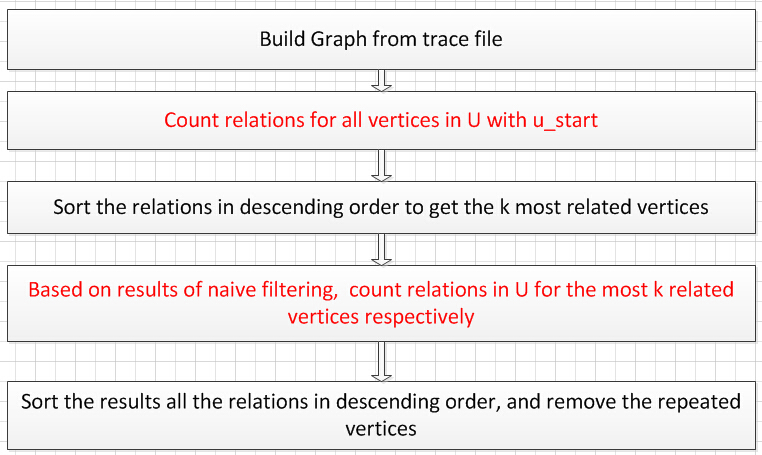 Build Graph from trace file
Count relations for all vertices in U with u_start
Sort the relations in descending order to get the k most related vertices
Based on results of naive filtering,  count relations in U for the most k related
vertices respectively
Sort the results all the relations in descending order, and remove the repeated
vertices